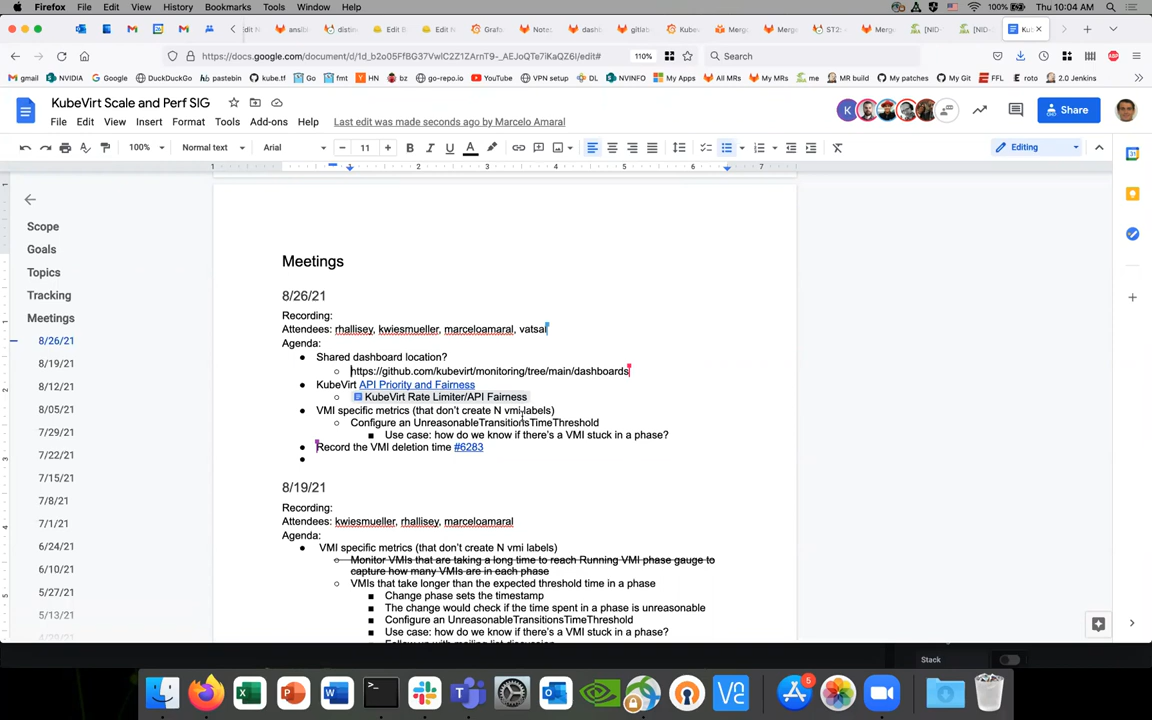 Firefox File Edit View History Bookmarks Tools Window Help 100% Thu 10:04 AM
https://docs.google.com/document/d/1d_b2o05FfBG37VwlC2Z1ZArnT9-_AEJoQTe7iKaQZ6I/edit# 110% Search
gmail NVIDIA Google DuckDuckGo pastebin kube.tf Go fmt HN bz go-repo.io YouTube VPN setup DL NVINFO My Apps All MRs My MRs me MR build My patches My Git FFL roto 2.0 Jenkins
KubeVirt Scale and Perf SIG
File Edit View Insert Format Tools Add-ons Help Last edit was made seconds ago by Marcelo Amaral
Share
100% Normal text Arial 11 Editing
Scope
Goals
Topics
Tracking
Meetings
8/26/21
8/19/21
8/12/21
8/05/21
7/29/21
7/22/21
7/15/21
7/8/21
7/1/21
6/24/21
6/10/21
5/27/21
5/13/21
4/29/21
Meetings
8/26/21
Recording:
Attendees: rhallisey, kwiesmueller, marceloamaral, vatsal
Agenda:
Shared dashboard location?
https://github.com/kubevirt/monitoring/tree/main/dashboards
KubeVirt API Priority and Fairness
KubeVirt Rate Limiter/API Fairness
VMI specific metrics (that don't create N vmi labels)
Configure an UnreasonableTransitionsTimeThreshold
Use case: how do we know if there's a VMI stuck in a phase?
Record the VMI deletion time #6283
8/19/21
Recording:
Attendees: kwiesmueller, rhallisey, marceloamaral
Agenda:
VMI specific metrics (that don't create N vmi labels)
Monitor VMIs that are taking a long time to reach Running VMI phase gauge to
capture how many VMIs are in each phase
VMIs that take longer than the expected threshold time in a phase
Change phase sets the timestamp
The change would check if the time spent in a phase is unreasonable
Configure an UnreasonableTransitionsTimeThreshold
Use case: how do we know if there's a VMI stuck in a phase?
Follow up with mailing list discussion
Stack